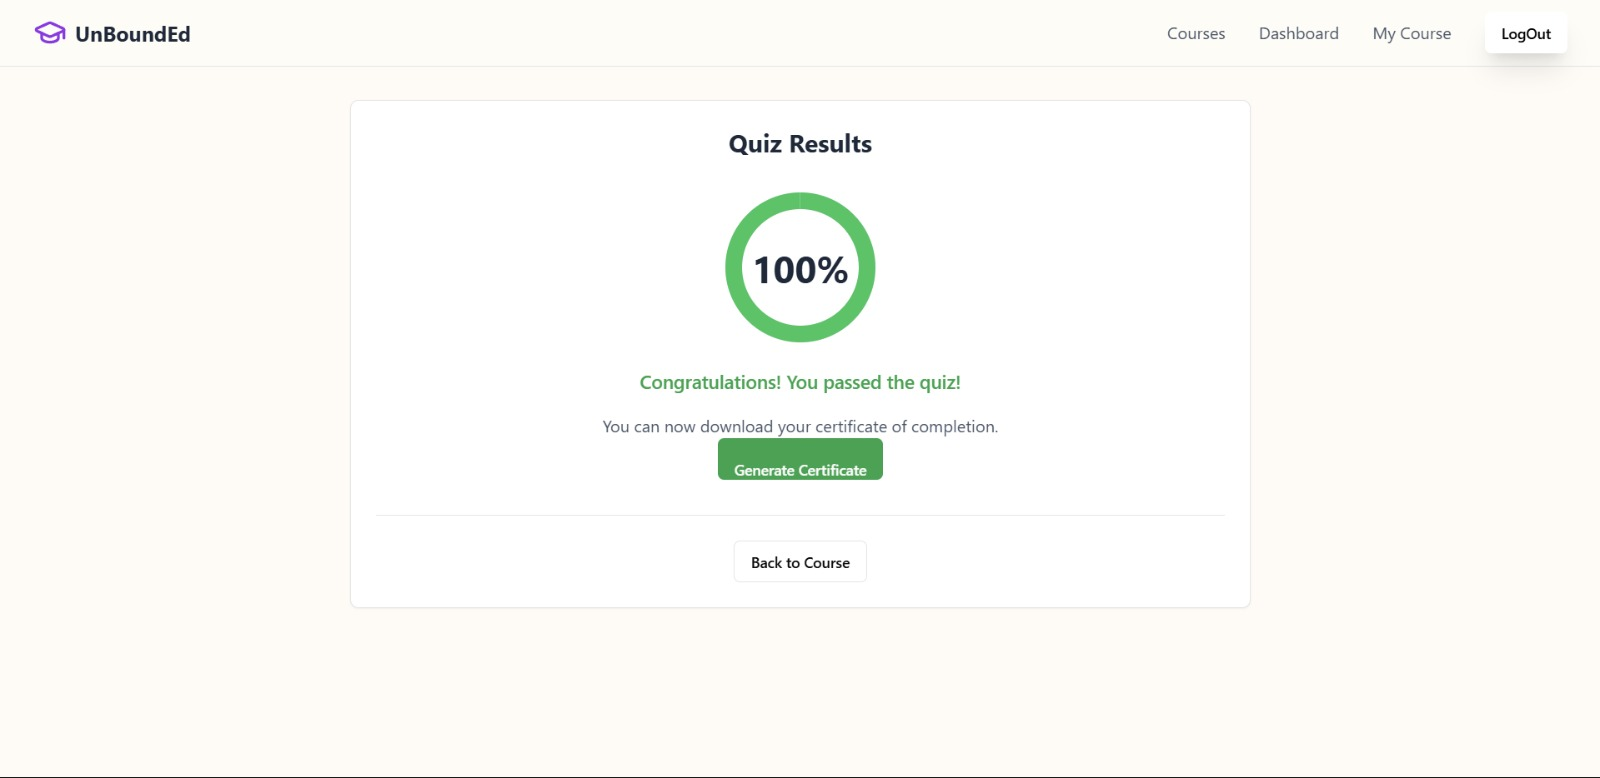 UnBoundEd
Courses Dashboard My Course LogOut
Quiz Results
100%
Congratulations! You passed the quiz!
You can now download your certificate of completion.
Generate Certificate
Back to Course